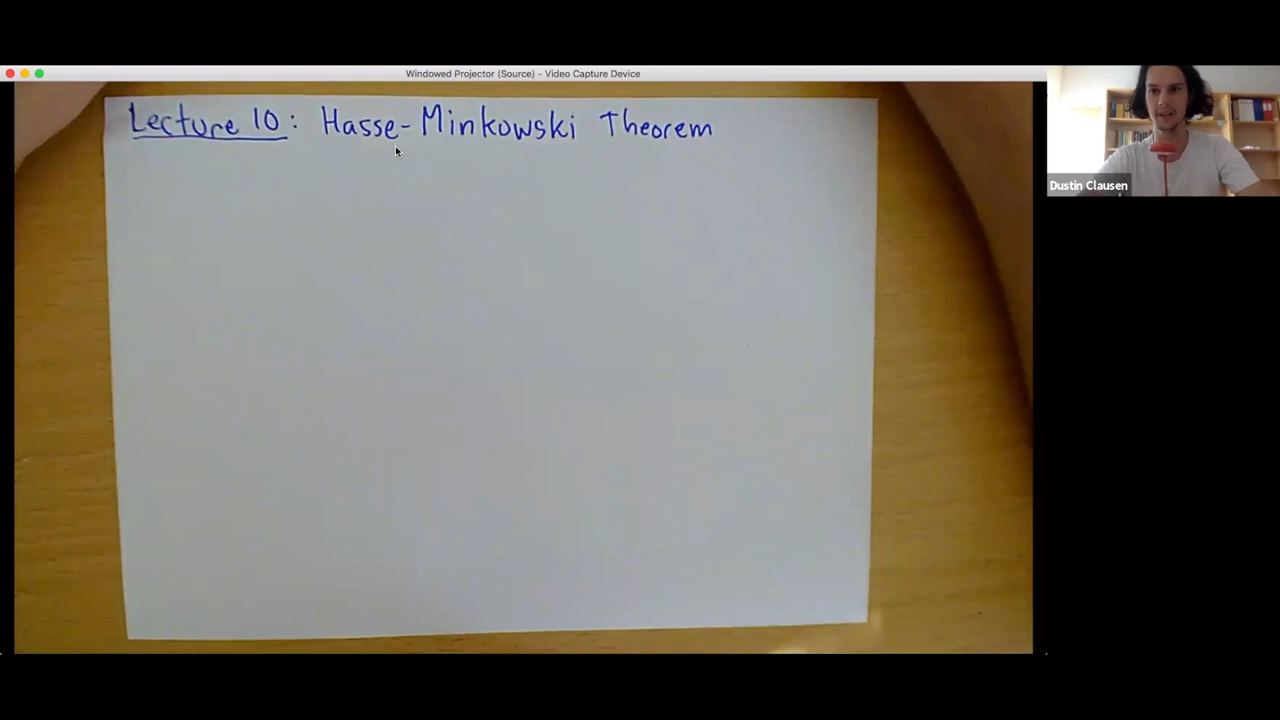 Windowed Projector (Source) - Video Capture Device
Lecture 10: Hasse-Minkowski Theorem
Dustin Clausen